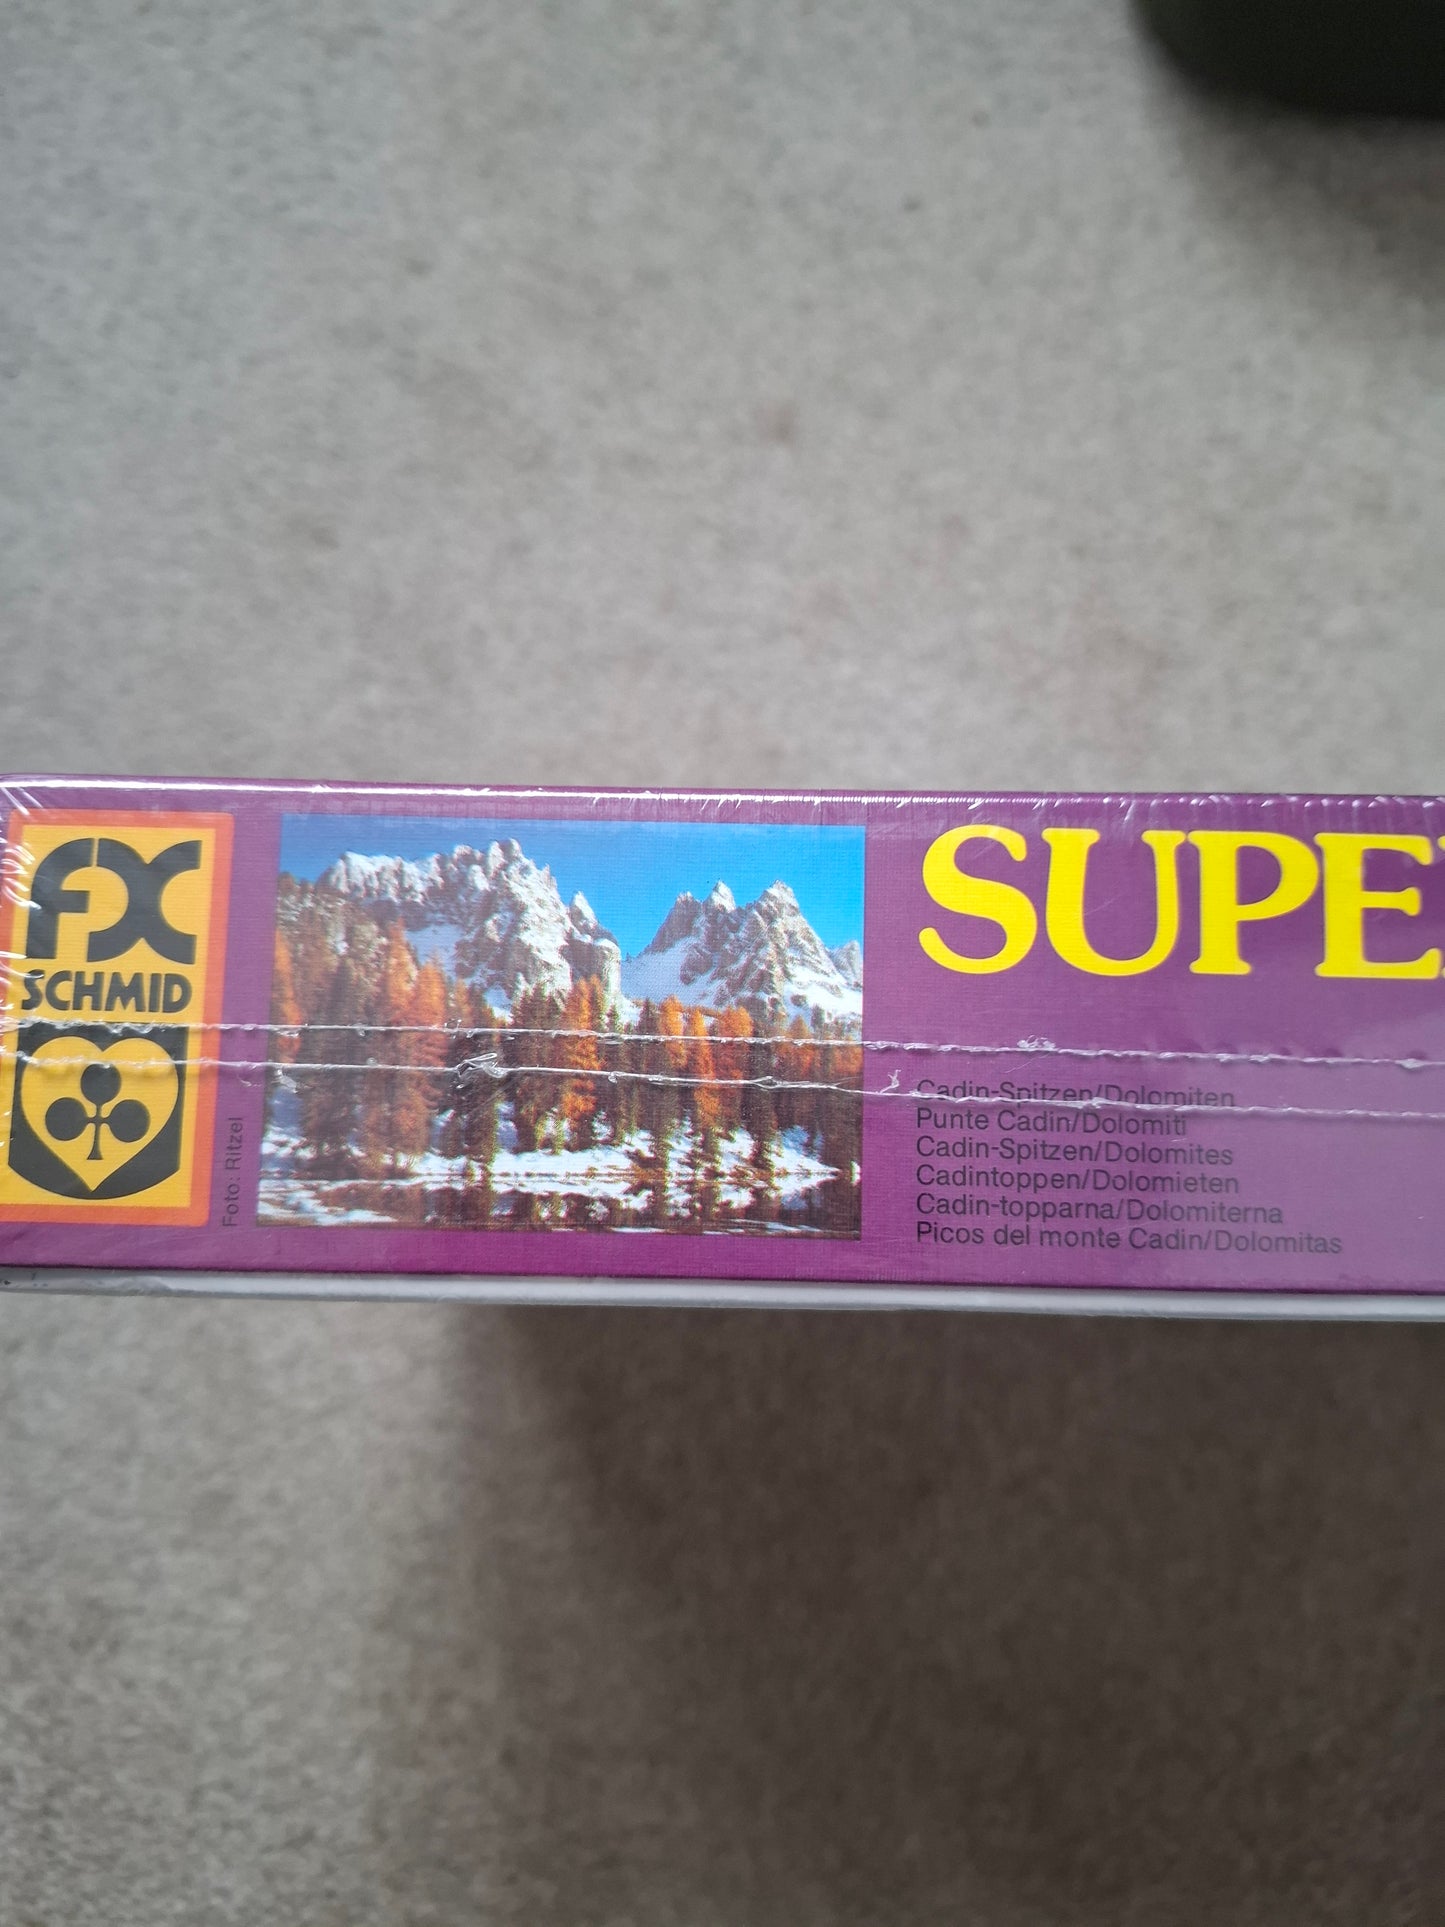 FX
SCHMID
Foto: Ritzel
SUPE
Cadin-Spitzen/Dolomiten
Punte Cadin/Dolomiti
Cadin-Spitzen/Dolomites
Cadintoppen/Dolomieten
Cadin-topparna/Dolomiterna
Picos del monte Cadin/Dolomitas